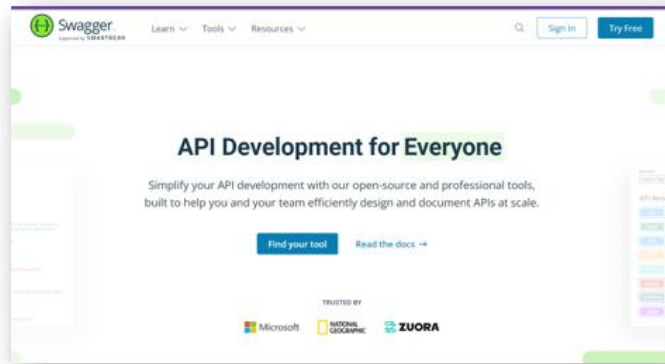 Swagger
Supported by SMARTBEAR
Learn
Tools
Resources
Sign In
Try Free
API Development for Everyone
Simplify your API development with our open-source and professional tools,
built to help you and your team efficiently design and document APIs at scale.
Find your tool
Read the docs →
TRUSTED BY
Microsoft
NATIONAL
GEOGRAPHIC
ZUORA